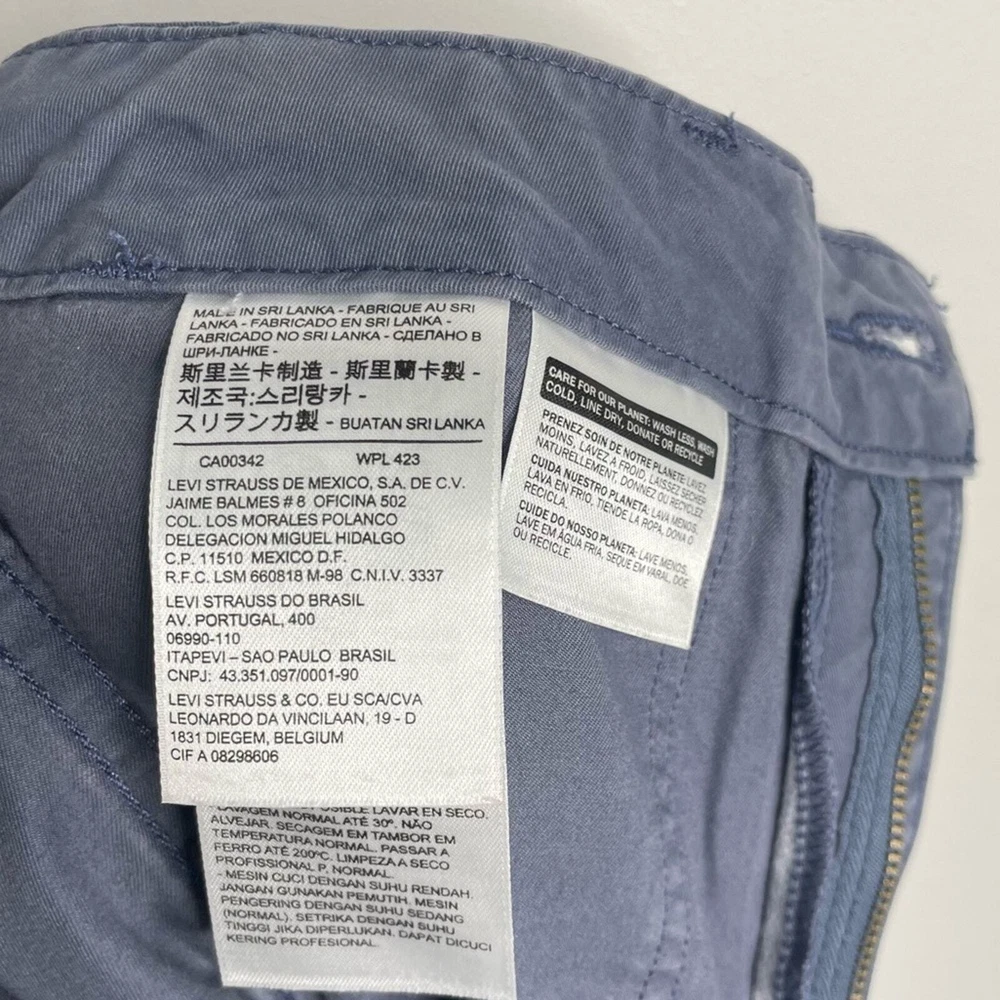 MADE IN SRI LANKA - FABRIQUE AU SRI
LANKA - FABRICADO EN SRI LANKA -
FABRICADO NO SRI LANKA - СДЕЛАНО В
ШРИ-ЛАНКЕ -
斯里兰卡制造 - 斯里蘭卡製 -
제조국:스리랑카 -
スリランカ製 - BUATAN SRI LANKA
CA00342 WPL 423
LEVI STRAUSS DE MEXICO, S.A. DE C.V.
JAIME BALMES # 8 OFICINA 502
COL. LOS MORALES POLANCO
DELEGACION MIGUEL HIDALGO
C.P. 11510 MEXICO D.F.
R.F.C. LSM 660818 M-98 C.N.I.V. 3337
LEVI STRAUSS DO BRASIL
AV. PORTUGAL, 400
06990-110
ITAPEVI – SAO PAULO BRASIL
CNPJ: 43.351.097/0001-90
LEVI STRAUSS & CO. EU SCA/CVA
LEONARDO DA VINCILAAN, 19 - D
1831 DIEGEM, BELGIUM
CIF A 08298606
LAVAR EN SECO.
LAVAGEM NORMAL ATÉ 30º. NÃO
ALVEJAR. SECAGEM EM TAMBOR EM
TEMPERATURA NORMAL. PASSAR A
FERRO ATÉ 200ºC. LIMPEZA A SECO
PROFISSIONAL P, NORMAL.
- MESIN CUCI DENGAN SUHU RENDAH.
JANGAN GUNAKAN PEMUTIH. MESIN
PENGERING DENGAN SUHU SEDANG
(NORMAL). SETRIKA DENGAN SUHU
TINGGI JIKA DIPERLUKAN. DAPAT DICUCI
KERING PROFESIONAL.
CARE FOR OUR PLANET: WASH LESS, WASH
COLD, LINE DRY, DONATE OR RECYCLE
PRENEZ SOIN DE NOTRE PLANÈTE: LAVEZ
MOINS, LAVEZ À FROID, LAISSEZ SÉCHER
NATURELLEMENT, DONNEZ OU RECYCLEZ
CUIDA NUESTRO PLANETA: LAVA MENOS,
LAVA EN FRIO, TIENDE LA ROPA, DONA O
RECICLA.
CUIDE DO NOSSO PLANETA: LAVE MENOS,
LAVE EM ÁGUA FRIA, SEQUE EM VARAL, DOE
OU RECICLE.